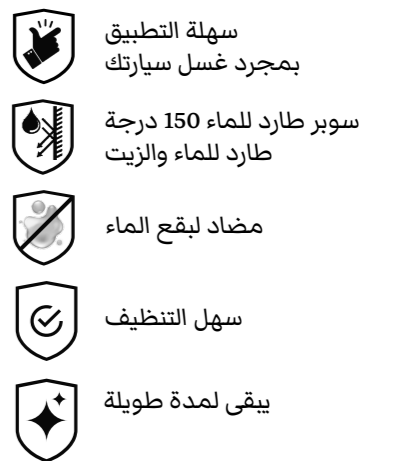 سهلة التطبيق
بمجرد غسل سيارتك
سوبر طارد للماء 150 درجة
طارد للماء والزيت
مضاد لبقع الماء
سهل التنظيف
يبقى لمدة طويلة